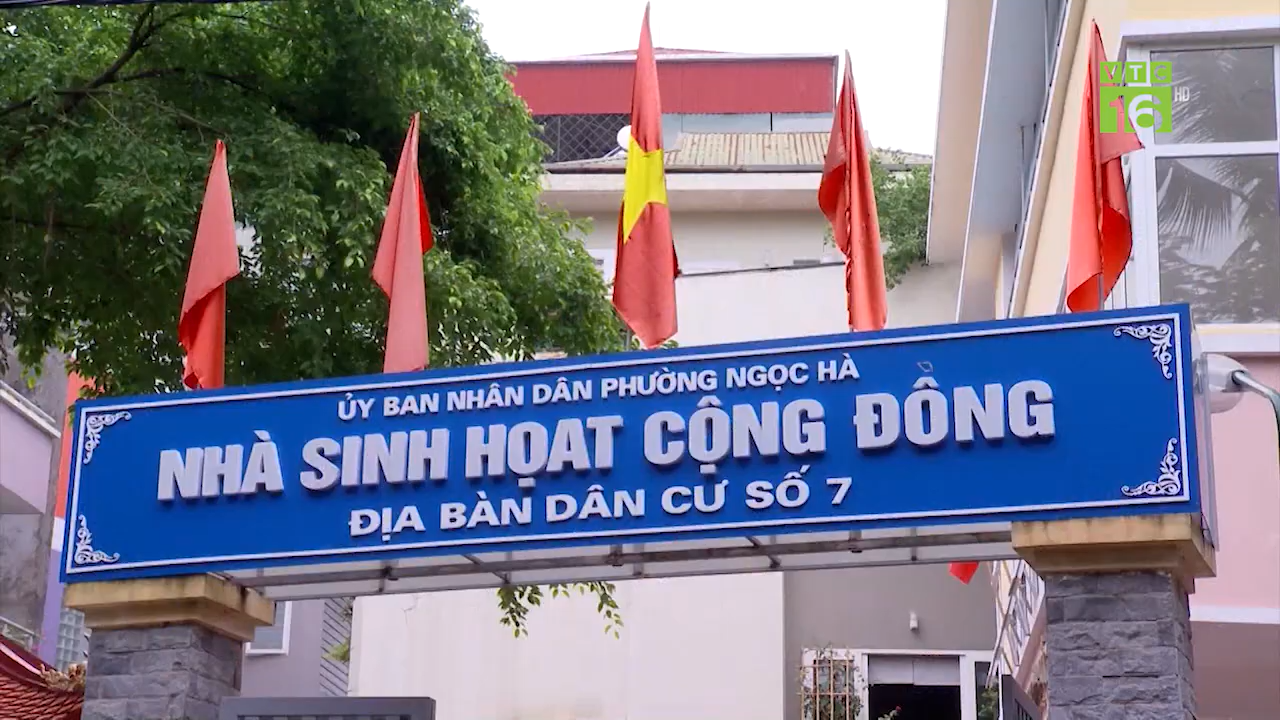 VTC
16 HD
ỦY BAN NHÂN DÂN PHƯỜNG NGỌC HÀ
NHÀ SINH HỌAT CỘNG ĐỒNG
ĐỊA BÀN DÂN CƯ SỐ 7